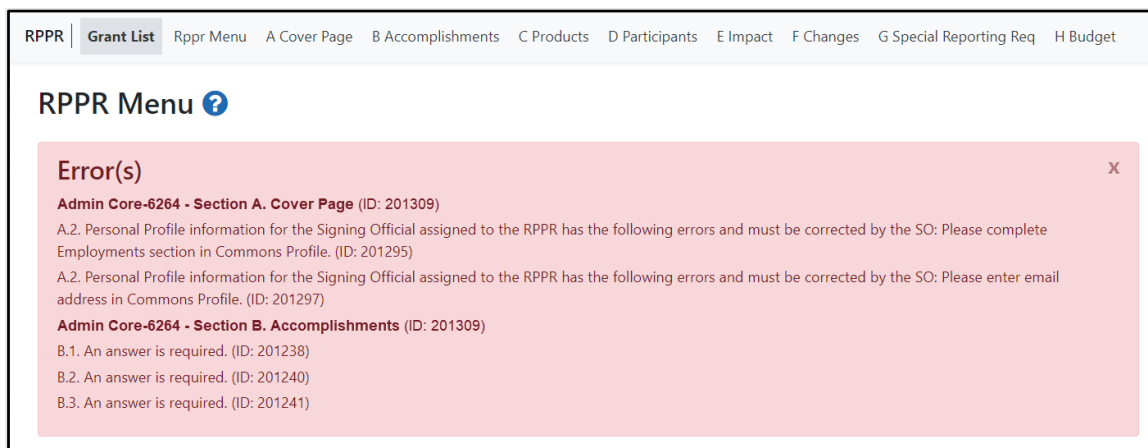 RPPR Grant List Rppr Menu A Cover Page B Accomplishments C Products D Participants E Impact F Changes G Special Reporting Req H Budget
RPPR Menu ?
Error(s) X
Admin Core-6264 - Section A. Cover Page (ID: 201309)
A.2. Personal Profile information for the Signing Official assigned to the RPPR has the following errors and must be corrected by the SO: Please complete
Employments section in Commons Profile. (ID: 201295)
A.2. Personal Profile information for the Signing Official assigned to the RPPR has the following errors and must be corrected by the SO: Please enter email
address in Commons Profile. (ID: 201297)
Admin Core-6264 - Section B. Accomplishments (ID: 201309)
B.1. An answer is required. (ID: 201238)
B.2. An answer is required. (ID: 201240)
B.3. An answer is required. (ID: 201241)